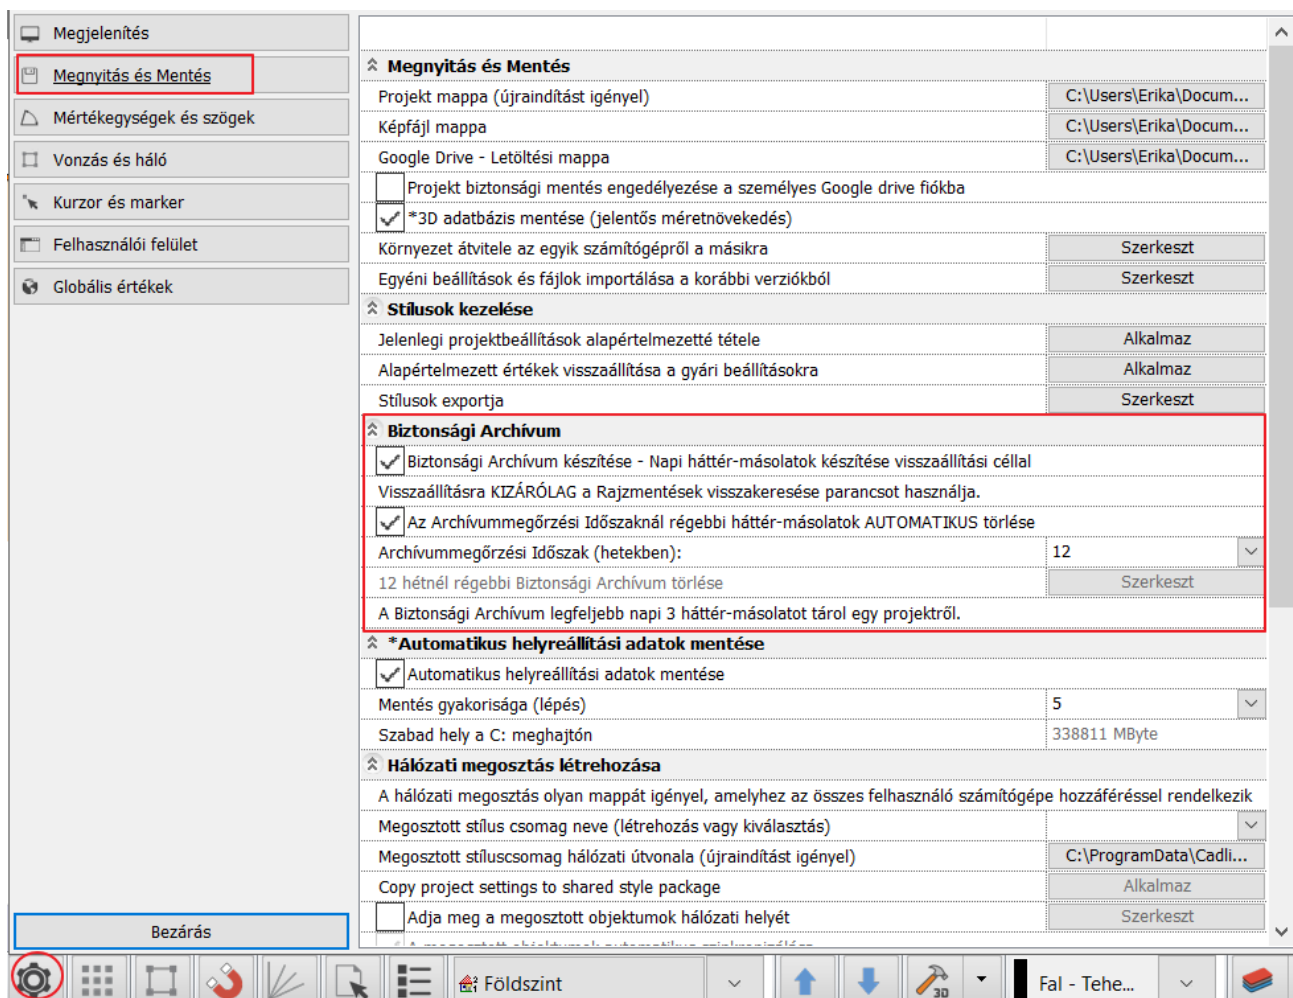 Megjelenítés
Megnyitás és Mentés
Mértékegységek és szögek
Vonzás és háló
Kurzor és marker
Felhasználói felület
Globális értékek
Bezárás
Megnyitás és Mentés
Projekt mappa (újraindítást igényel) C:\Users\Erika\Docum...
Képfájl mappa C:\Users\Erika\Docum...
Google Drive - Letöltési mappa C:\Users\Erika\Docum...
Projekt biztonsági mentés engedélyezése a személyes Google drive fiókba
*3D adatbázis mentése (jelentős méretnövekedés)
Környezet átvitele az egyik számítógépről a másikra Szerkeszt
Egyéni beállítások és fájlok importálása a korábbi verziókból Szerkeszt
Stílusok kezelése
Jelenlegi projektbeállítások alapértelmezetté tétele Alkalmaz
Alapértelmezett értékek visszaállítása a gyári beállításokra Alkalmaz
Stílusok exportja Szerkeszt
Biztonsági Archívum
Biztonsági Archívum készítése - Napi háttér-másolatok készítése visszaállítási céllal
Visszaállításra KIZÁRÓLAG a Rajzmentések visszakeresése parancsot használja.
Az Archívummegőrzési Időszaknál régebbi háttér-másolatok AUTOMATIKUS törlése
Archívummegőrzési Időszak (hetekben): 12
12 hétnél régebbi Biztonsági Archívum törlése Szerkeszt
A Biztonsági Archívum legfeljebb napi 3 háttér-másolatot tárol egy projektről.
*Automatikus helyreállítási adatok mentése
Automatikus helyreállítási adatok mentése
Mentés gyakorisága (lépés) 5
Szabad hely a C: meghajtón 338811 MByte
Hálózati megosztás létrehozása
A hálózati megosztás olyan mappát igényel, amelyhez az összes felhasználó számítógépe hozzáféréssel rendelkezik
Megosztott stílus csomag neve (létrehozás vagy kiválasztás)
Megosztott stíluscsomag hálózati útvonala (újraindítást igényel) C:\ProgramData\Cadli...
Copy project settings to shared style package Alkalmaz
Adja meg a megosztott objektumok hálózati helyét Szerkeszt
Földszint
3D
Fal - Tehe...